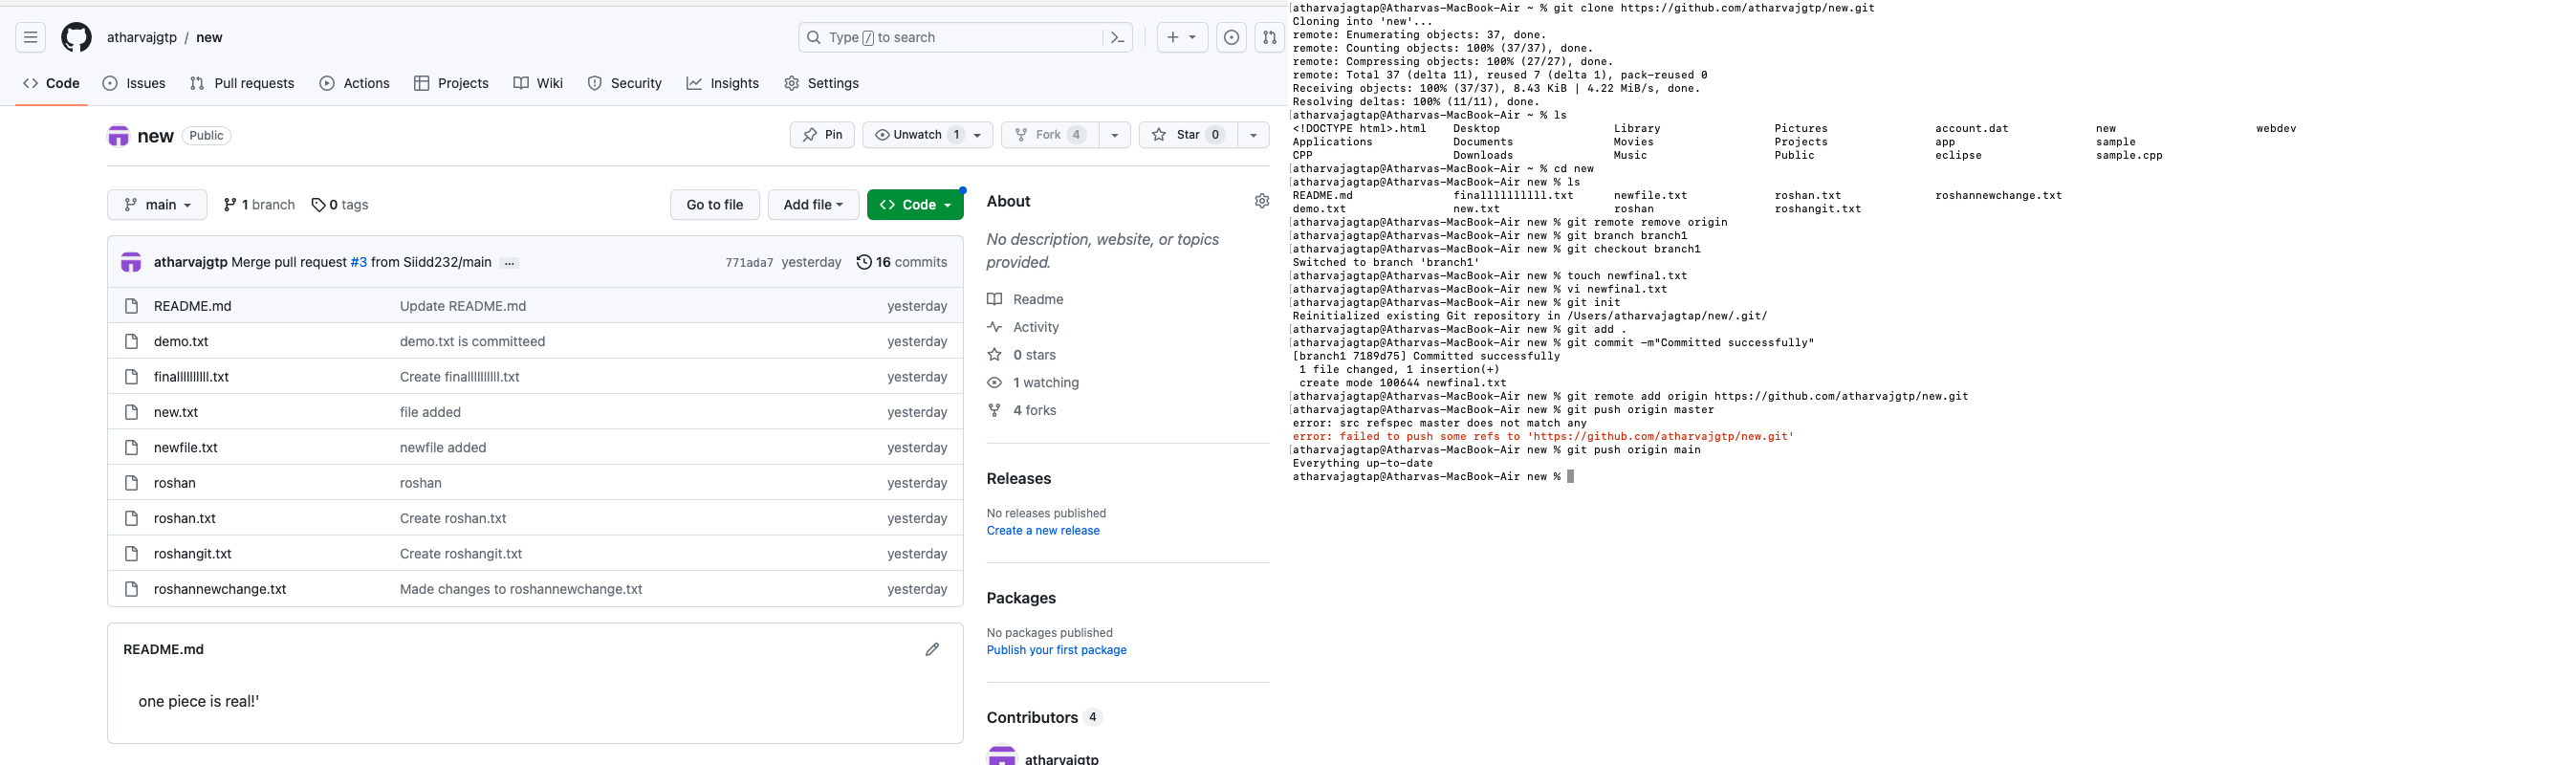 atharvajgtp / new
Type / to search
Code
Issues
Pull requests
Actions
Projects
Wiki
Security
Insights
Settings
new Public
Pin
Unwatch 1
Fork 4
Star 0
main
1 branch
0 tags
Go to file
Add file
Code
atharvajgtp Merge pull request #3 from Siidd232/main ... 771ada7 yesterday 16 commits
README.md Update README.md yesterday
demo.txt demo.txt is committeed yesterday
finallllllllll.txt Create finallllllllll.txt yesterday
new.txt file added yesterday
newfile.txt newfile added yesterday
roshan roshan yesterday
roshan.txt Create roshan.txt yesterday
roshangit.txt Create roshangit.txt yesterday
roshannewchange.txt Made changes to roshannewchange.txt yesterday
README.md
one piece is real!'
About
No description, website, or topics
provided.
Readme
Activity
0 stars
1 watching
4 forks
Releases
No releases published
Create a new release
Packages
No packages published
Publish your first package
Contributors 4
atharvajgtp
[atharvajagtap@Atharvas-MacBook-Air ~ % git clone https://github.com/atharvajgtp/new.git
Cloning into 'new'...
remote: Enumerating objects: 37, done.
remote: Counting objects: 100% (37/37), done.
remote: Compressing objects: 100% (27/27), done.
remote: Total 37 (delta 11), reused 7 (delta 1), pack-reused 0
Receiving objects: 100% (37/37), 8.43 KiB | 4.22 MiB/s, done.
Resolving deltas: 100% (11/11), done.
[atharvajagtap@Atharvas-MacBook-Air ~ % ls
<!DOCTYPE html>.html Desktop Library Pictures account.dat new webdev
Applications Documents Movies Projects app sample
CPP Downloads Music Public eclipse sample.cpp
[atharvajagtap@Atharvas-MacBook-Air ~ % cd new
[atharvajagtap@Atharvas-MacBook-Air new % ls
README.md finallllllllll.txt newfile.txt roshan.txt roshannewchange.txt
demo.txt new.txt roshan roshangit.txt
[atharvajagtap@Atharvas-MacBook-Air new % git remote remove origin
[atharvajagtap@Atharvas-MacBook-Air new % git branch branch1
[atharvajagtap@Atharvas-MacBook-Air new % git checkout branch1
Switched to branch 'branch1'
[atharvajagtap@Atharvas-MacBook-Air new % touch newfinal.txt
[atharvajagtap@Atharvas-MacBook-Air new % vi newfinal.txt
[atharvajagtap@Atharvas-MacBook-Air new % git init
Reinitialized existing Git repository in /Users/atharvajagtap/new/.git/
[atharvajagtap@Atharvas-MacBook-Air new % git add .
[atharvajagtap@Atharvas-MacBook-Air new % git commit -m"Committed successfully"
[branch1 7189d75] Committed successfully
1 file changed, 1 insertion(+)
create mode 100644 newfinal.txt
[atharvajagtap@Atharvas-MacBook-Air new % git remote add origin https://github.com/atharvajgtp/new.git
[atharvajagtap@Atharvas-MacBook-Air new % git push origin master
error: src refspec master does not match any
error: failed to push some refs to 'https://github.com/atharvajgtp/new.git'
[atharvajagtap@Atharvas-MacBook-Air new % git push origin main
Everything up-to-date
atharvajagtap@Atharvas-MacBook-Air new %